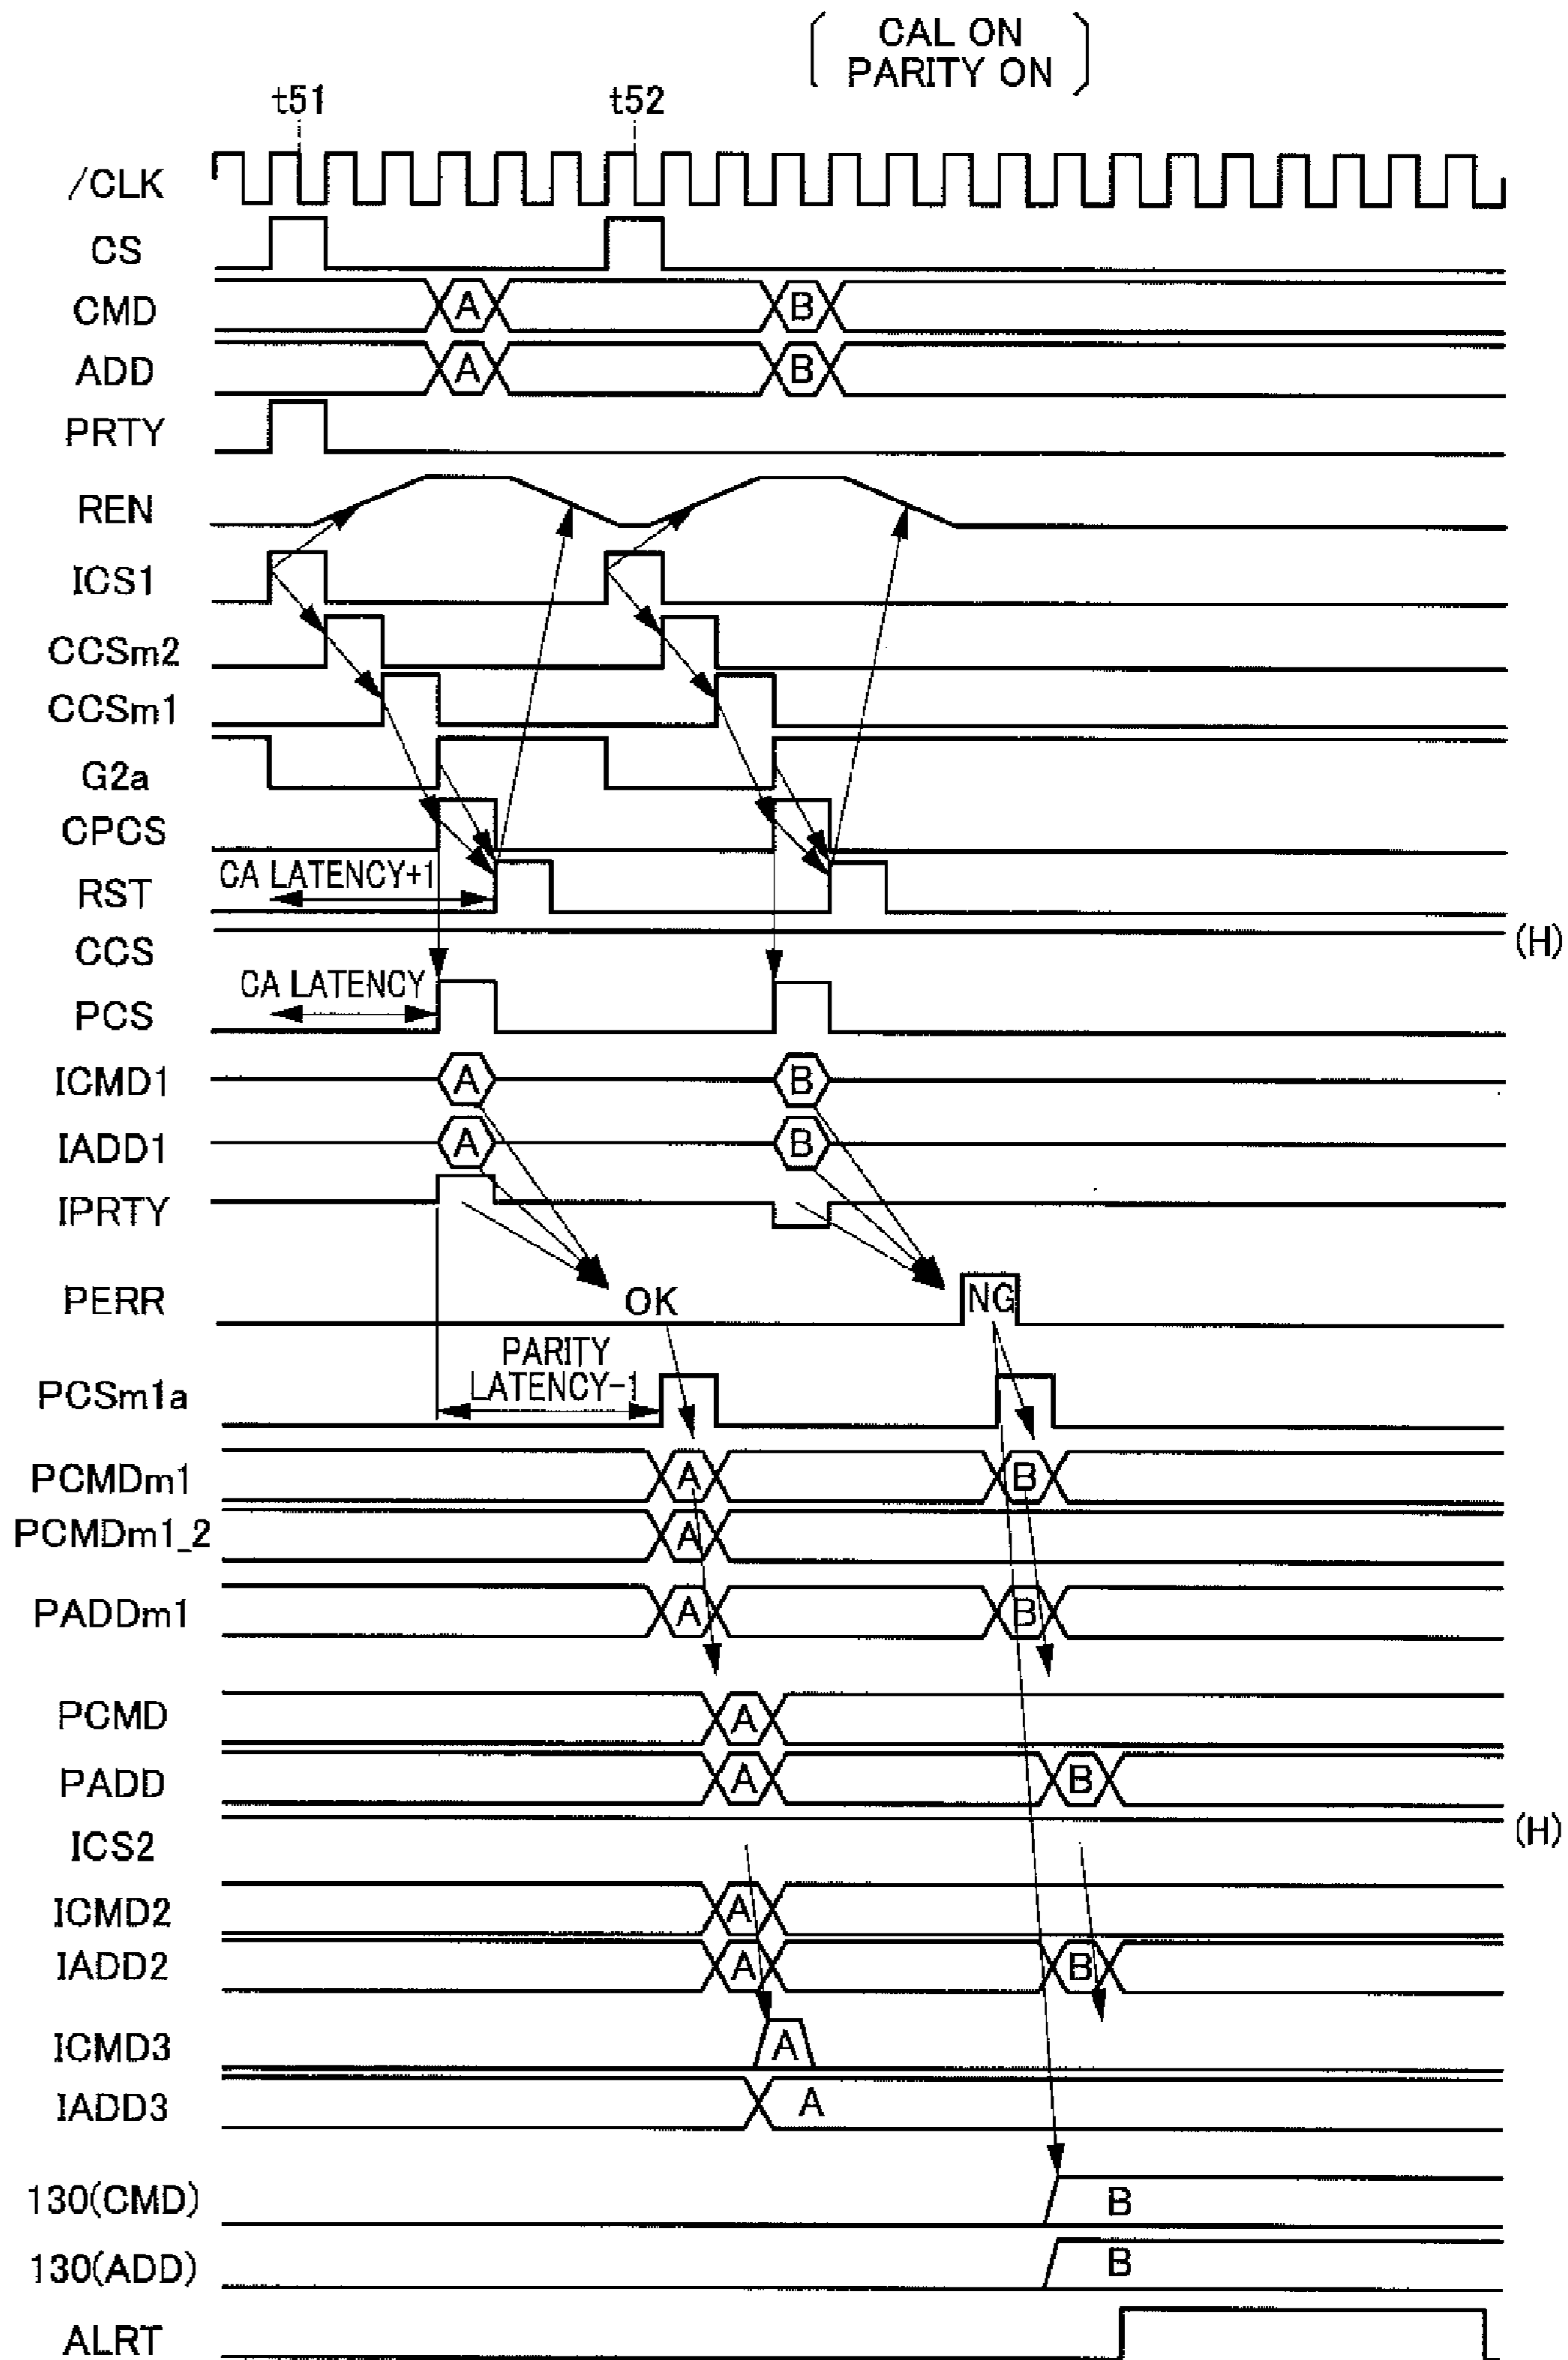 CAL ON
PARITY ON
t51 t52
/CLK
CS
CMD A B
ADD A B
PRTY
REN
ICS1
CCSm2
CCSm1
G2a
CPCS
CA LATENCY+1
RST
CCS (H)
CA LATENCY
PCS
ICMD1 A B
IADD1 A B
IPRTY
PERR OK NG
PARITY
LATENCY-1
PCSm1a
PCMDm1 A B
PCMDm1_2 A
PADDm1 A B
PCMD A
PADD A B
ICS2 (H)
ICMD2 A
IADD2 A B
ICMD3 A
IADD3 A
130(CMD) B
130(ADD) B
ALRT